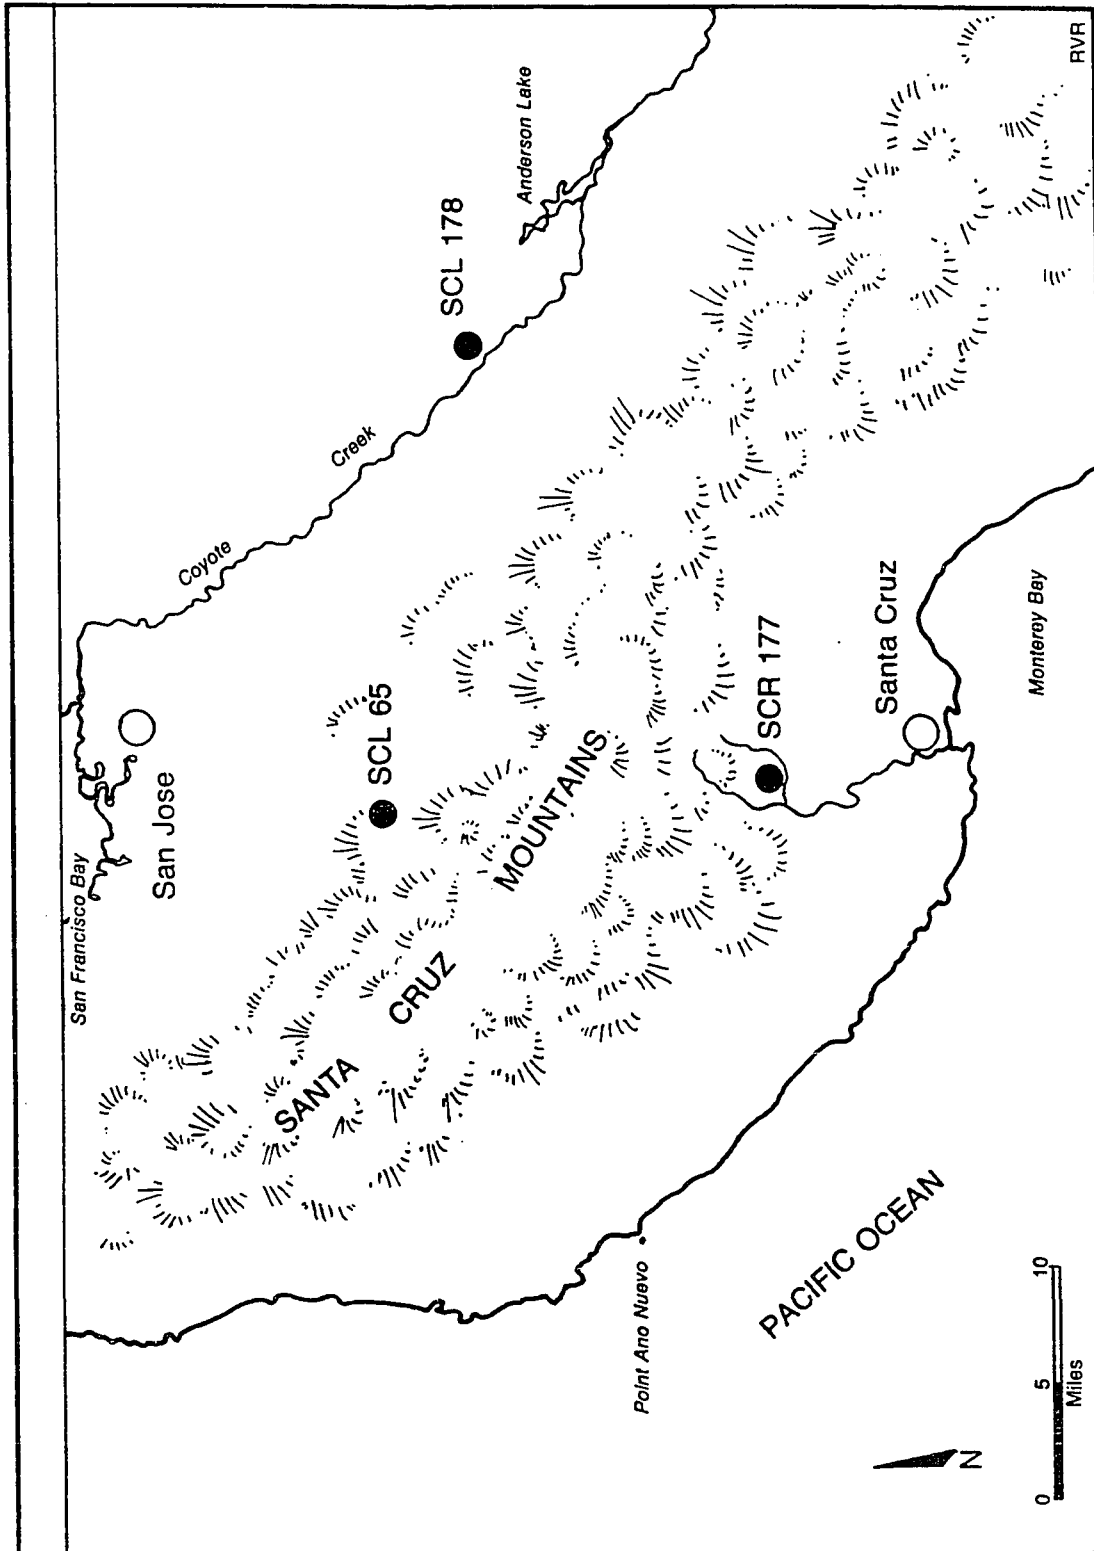 San Francisco Bay
San Jose
Coyote
Creek
Anderson Lake
SCL 178
SCL 65
SANTA
CRUZ
MOUNTAINS
SCR 177
Santa Cruz
Monterey Bay
Point Ano Nuevo
PACIFIC OCEAN
N
0 5 10
Miles
RVR